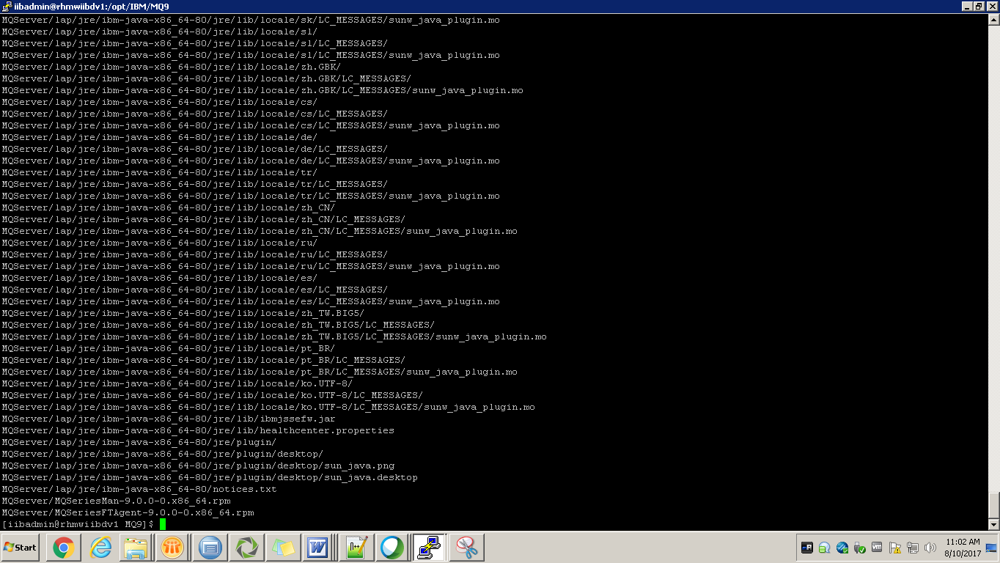 iibadmin@rhmwiibdv1:/opt/IBM/MQ9
MQServer/lap/jre/ibm-java-x86_64-80/jre/lib/locale/sk/LC_MESSAGES/sunw_java_plugin.mo
MQServer/lap/jre/ibm-java-x86_64-80/jre/lib/locale/sl/
MQServer/lap/jre/ibm-java-x86_64-80/jre/lib/locale/sl/LC_MESSAGES/
MQServer/lap/jre/ibm-java-x86_64-80/jre/lib/locale/sl/LC_MESSAGES/sunw_java_plugin.mo
MQServer/lap/jre/ibm-java-x86_64-80/jre/lib/locale/zh.GBK/
MQServer/lap/jre/ibm-java-x86_64-80/jre/lib/locale/zh.GBK/LC_MESSAGES/
MQServer/lap/jre/ibm-java-x86_64-80/jre/lib/locale/zh.GBK/LC_MESSAGES/sunw_java_plugin.mo
MQServer/lap/jre/ibm-java-x86_64-80/jre/lib/locale/cs/
MQServer/lap/jre/ibm-java-x86_64-80/jre/lib/locale/cs/LC_MESSAGES/
MQServer/lap/jre/ibm-java-x86_64-80/jre/lib/locale/cs/LC_MESSAGES/sunw_java_plugin.mo
MQServer/lap/jre/ibm-java-x86_64-80/jre/lib/locale/de/
MQServer/lap/jre/ibm-java-x86_64-80/jre/lib/locale/de/LC_MESSAGES/
MQServer/lap/jre/ibm-java-x86_64-80/jre/lib/locale/de/LC_MESSAGES/sunw_java_plugin.mo
MQServer/lap/jre/ibm-java-x86_64-80/jre/lib/locale/tr/
MQServer/lap/jre/ibm-java-x86_64-80/jre/lib/locale/tr/LC_MESSAGES/
MQServer/lap/jre/ibm-java-x86_64-80/jre/lib/locale/tr/LC_MESSAGES/sunw_java_plugin.mo
MQServer/lap/jre/ibm-java-x86_64-80/jre/lib/locale/zh_CN/
MQServer/lap/jre/ibm-java-x86_64-80/jre/lib/locale/zh_CN/LC_MESSAGES/
MQServer/lap/jre/ibm-java-x86_64-80/jre/lib/locale/zh_CN/LC_MESSAGES/sunw_java_plugin.mo
MQServer/lap/jre/ibm-java-x86_64-80/jre/lib/locale/ru/
MQServer/lap/jre/ibm-java-x86_64-80/jre/lib/locale/ru/LC_MESSAGES/
MQServer/lap/jre/ibm-java-x86_64-80/jre/lib/locale/ru/LC_MESSAGES/sunw_java_plugin.mo
MQServer/lap/jre/ibm-java-x86_64-80/jre/lib/locale/es/
MQServer/lap/jre/ibm-java-x86_64-80/jre/lib/locale/es/LC_MESSAGES/
MQServer/lap/jre/ibm-java-x86_64-80/jre/lib/locale/es/LC_MESSAGES/sunw_java_plugin.mo
MQServer/lap/jre/ibm-java-x86_64-80/jre/lib/locale/zh_TW.BIG5/
MQServer/lap/jre/ibm-java-x86_64-80/jre/lib/locale/zh_TW.BIG5/LC_MESSAGES/
MQServer/lap/jre/ibm-java-x86_64-80/jre/lib/locale/zh_TW.BIG5/LC_MESSAGES/sunw_java_plugin.mo
MQServer/lap/jre/ibm-java-x86_64-80/jre/lib/locale/pt_BR/
MQServer/lap/jre/ibm-java-x86_64-80/jre/lib/locale/pt_BR/LC_MESSAGES/
MQServer/lap/jre/ibm-java-x86_64-80/jre/lib/locale/pt_BR/LC_MESSAGES/sunw_java_plugin.mo
MQServer/lap/jre/ibm-java-x86_64-80/jre/lib/locale/ko.UTF-8/
MQServer/lap/jre/ibm-java-x86_64-80/jre/lib/locale/ko.UTF-8/LC_MESSAGES/
MQServer/lap/jre/ibm-java-x86_64-80/jre/lib/locale/ko.UTF-8/LC_MESSAGES/sunw_java_plugin.mo
MQServer/lap/jre/ibm-java-x86_64-80/jre/lib/ibmjssefw.jar
MQServer/lap/jre/ibm-java-x86_64-80/jre/lib/healthcenter.properties
MQServer/lap/jre/ibm-java-x86_64-80/jre/plugin/
MQServer/lap/jre/ibm-java-x86_64-80/jre/plugin/desktop/
MQServer/lap/jre/ibm-java-x86_64-80/jre/plugin/desktop/sun_java.png
MQServer/lap/jre/ibm-java-x86_64-80/jre/plugin/desktop/sun_java.desktop
MQServer/lap/jre/ibm-java-x86_64-80/notices.txt
MQServer/MQSeriesMan-9.0.0-0.x86_64.rpm
MQServer/MQSeriesFTAgent-9.0.0-0.x86_64.rpm
[iibadmin@rhmwiibdv1 MQ9]$
Start
11:02 AM
8/10/2017